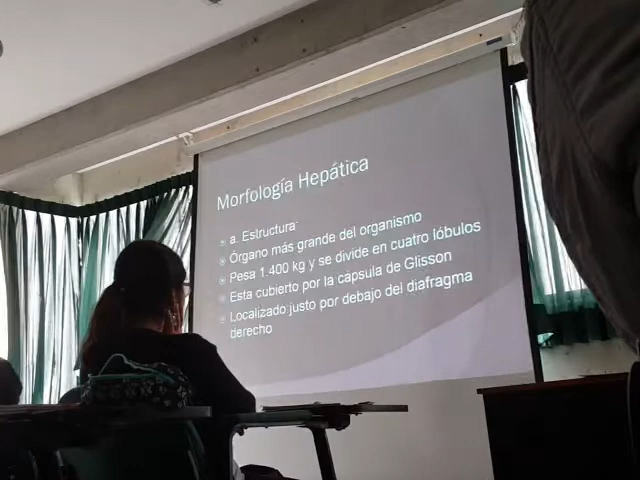 Morfología Hepática
a. Estructura
Órgano más grande del organismo
Pesa 1.400 kg y se divide en cuatro lóbulos
Esta cubierto por la cápsula de Glisson
Localizado justo por debajo del diafragma
derecho